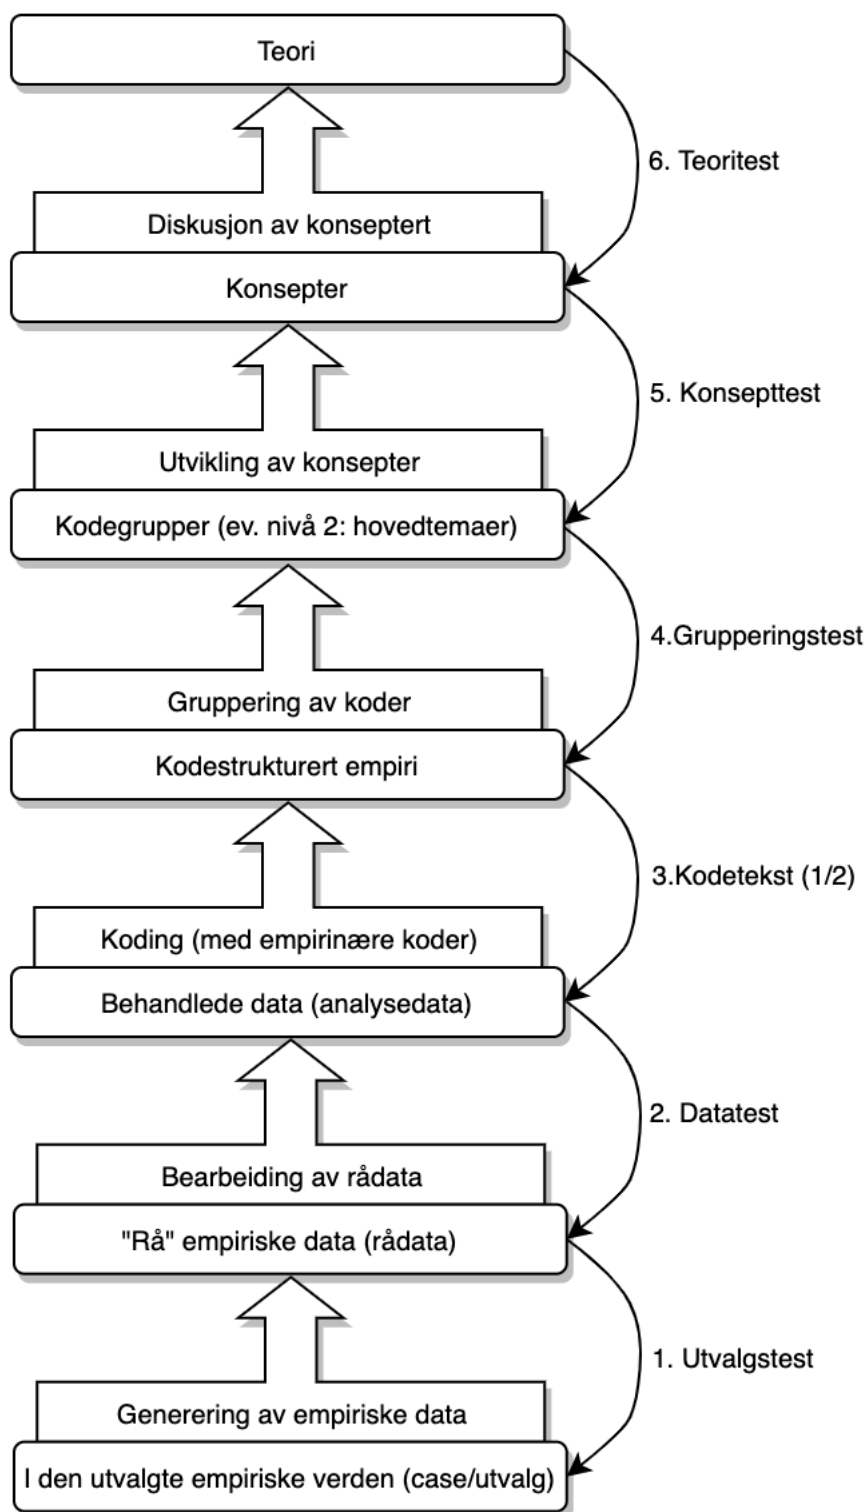 Teori
6. Teoritest
Diskusjon av konseptert
Konsepter
5. Konsepttest
Utvikling av konsepter
Kodegrupper (ev. nivå 2: hovedtemaer)
4.Grupperingstest
Gruppering av koder
Kodestrukturert empiri
3.Kodetekst (1/2)
Koding (med empirinære koder)
Behandlede data (analysedata)
2. Datatest
Bearbeiding av rådata
"Rå" empiriske data (rådata)
1. Utvalgstest
Generering av empiriske data
I den utvalgte empiriske verden (case/utvalg)